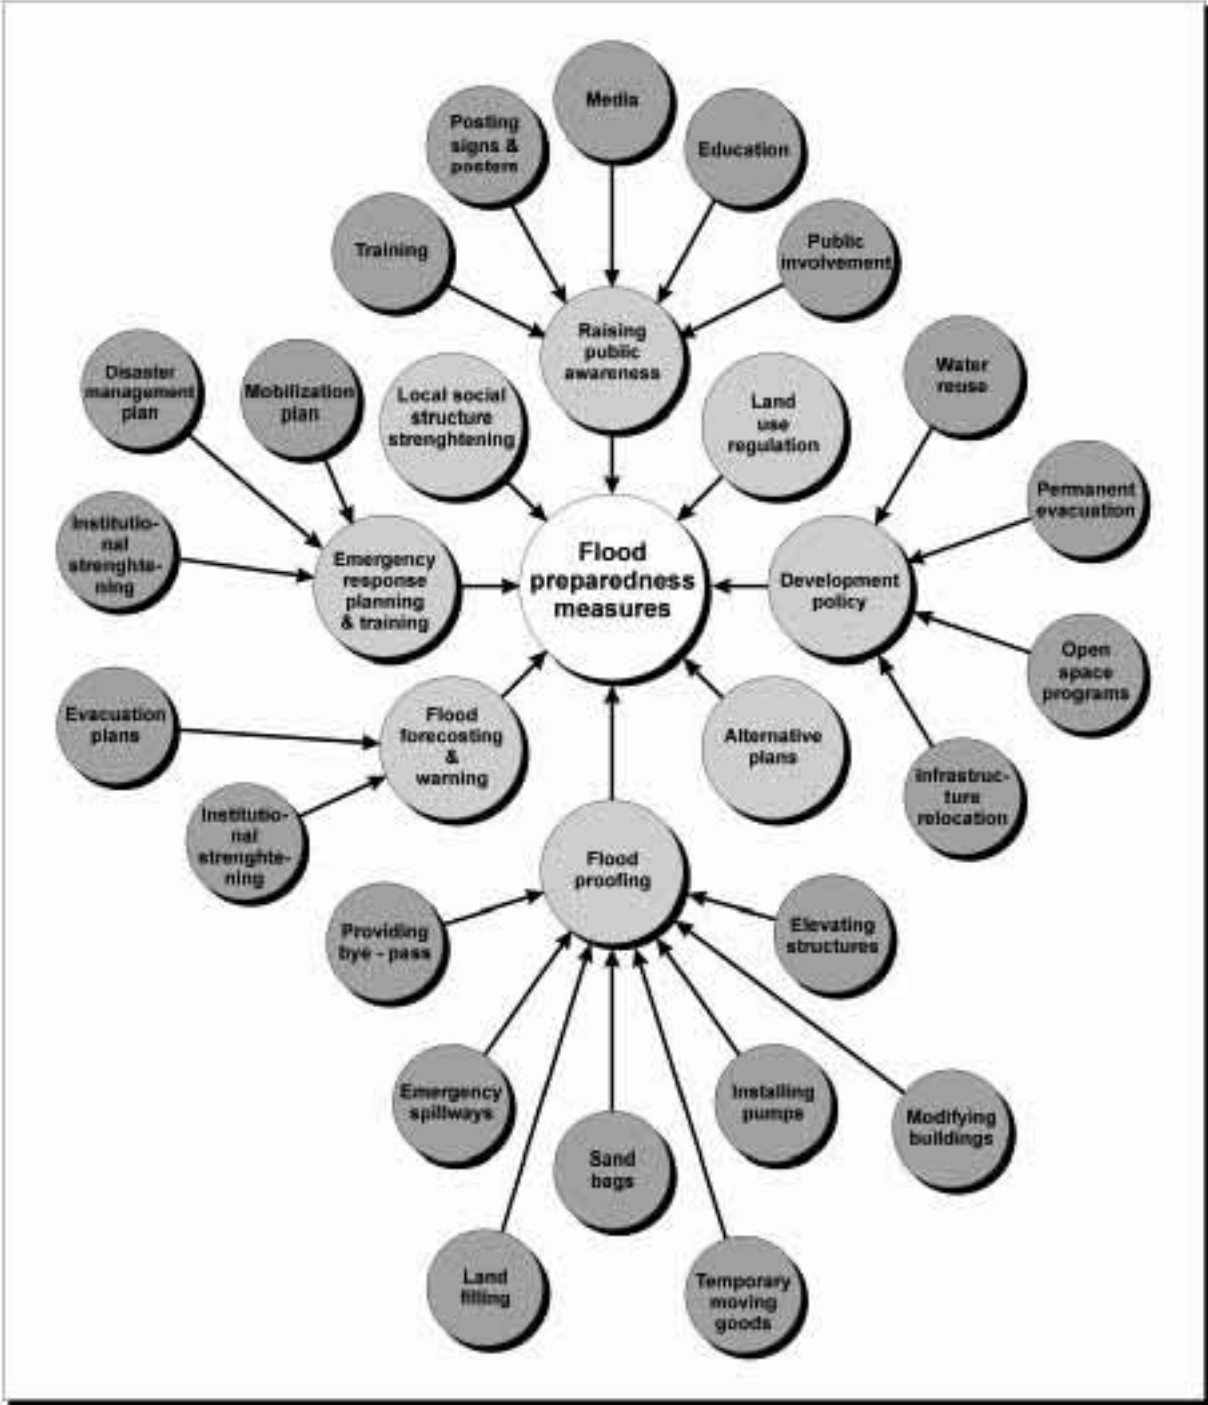 Media
Posting
signs &
posters
Education
Training
Public
involvement
Raising
public
awareness
Disaster
management
plan
Mobilization
plan
Local social
structure
strenghtening
Land
use
regulation
Water
reuse
Permanent
evacuation
Institutio-
nal
strenghte-
ning
Emergency
response
planning
& training
Flood
preparedness
measures
Development
policy
Open
space
programs
Evacuation
plans
Flood
forecosting
&
warning
Alternative
plans
Infrastruc-
ture
relocation
Institutio-
nal
strenghte-
ning
Flood
proofing
Providing
bye - pass
Elevating
structures
Emergency
spillways
Installing
pumps
Modifying
buildings
Sand
bags
Land
filling
Temporary
moving
goods